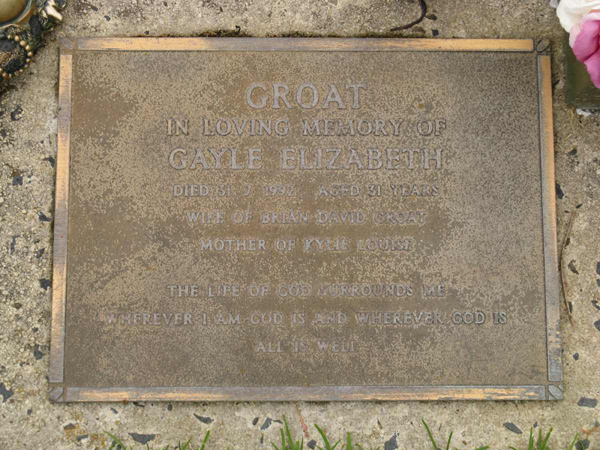 GROAT
IN LOVING MEMORY OF
GAYLE ELIZABETH
DIED 31. 7. AGED 31 YEARS
WIFE OF BRIAN DAVID GROAT
MOTHER OF KYLIE LOUISE
THE LIFE OF GOD SURROUNDS ME
WHEREVER I AM GOD IS AND WHEREVER GOD IS
ALL IS WELL